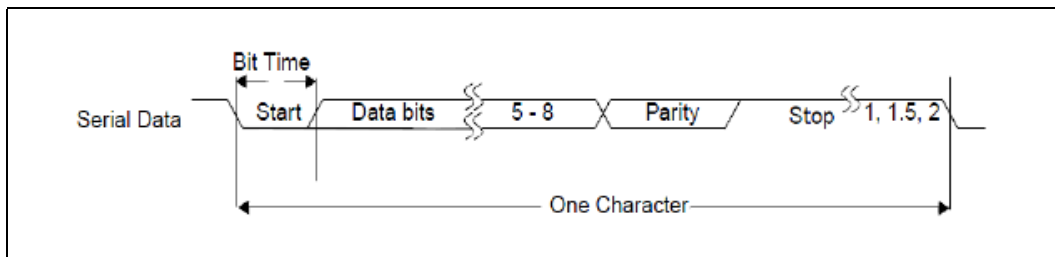 Bit Time
Serial Data Start Data bits 5 - 8 Parity Stop 1, 1.5, 2
One Character